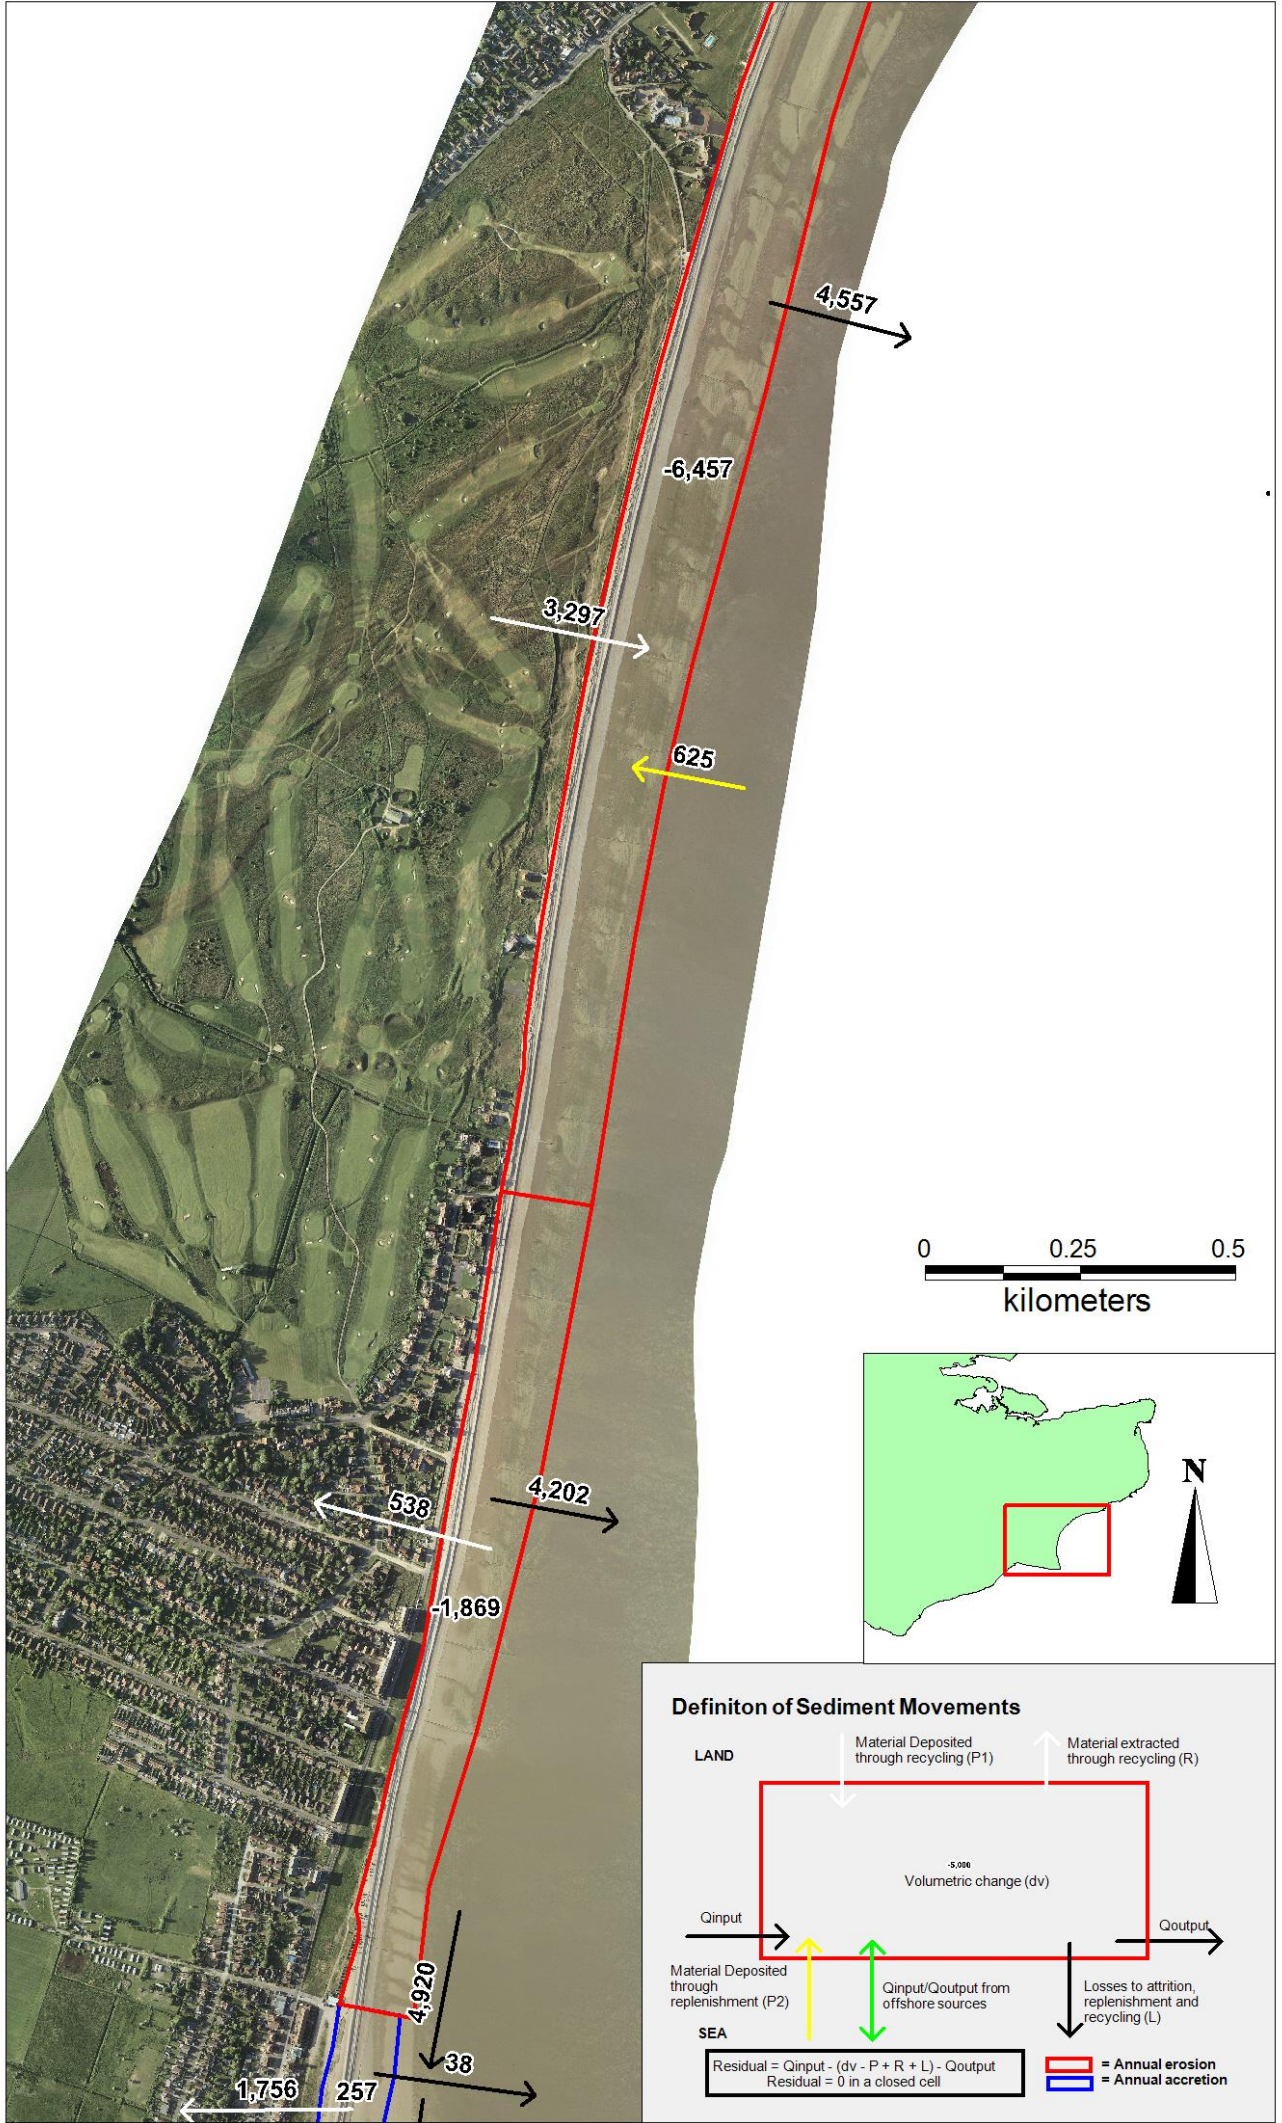 4,557
-6,457
3,297
625
0 0.25 0.5
kilometers
N
538
4,202
-1,869
4,920
38
1,756
257
Definiton of Sediment Movements
LAND
Material Deposited
through recycling (P1)
Material extracted
through recycling (R)
-5,000
Volumetric change (dv)
Qinput
Qoutput
Material Deposited
through
replenishment (P2)
Qinput/Qoutput from
offshore sources
Losses to attrition,
replenishment and
recycling (L)
SEA
Residual = Qinput - (dv - P + R + L) - Qoutput
Residual = 0 in a closed cell
= Annual erosion
= Annual accretion